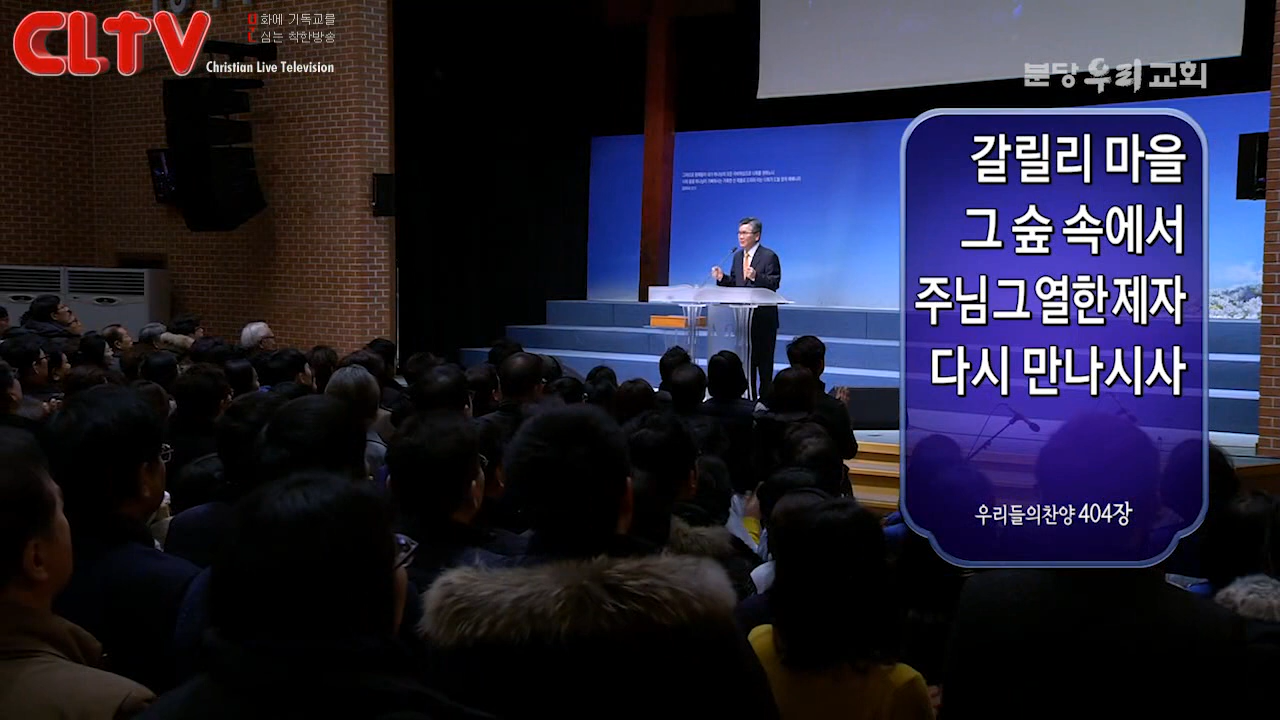 CLTV
문화에 기독교를
심는 착한방송
Christian Live Television
분당우리교회
갈릴리 마을
그 숲 속에서
주님 그 열한 제자
다시 만나시사
우리들의찬양 404장